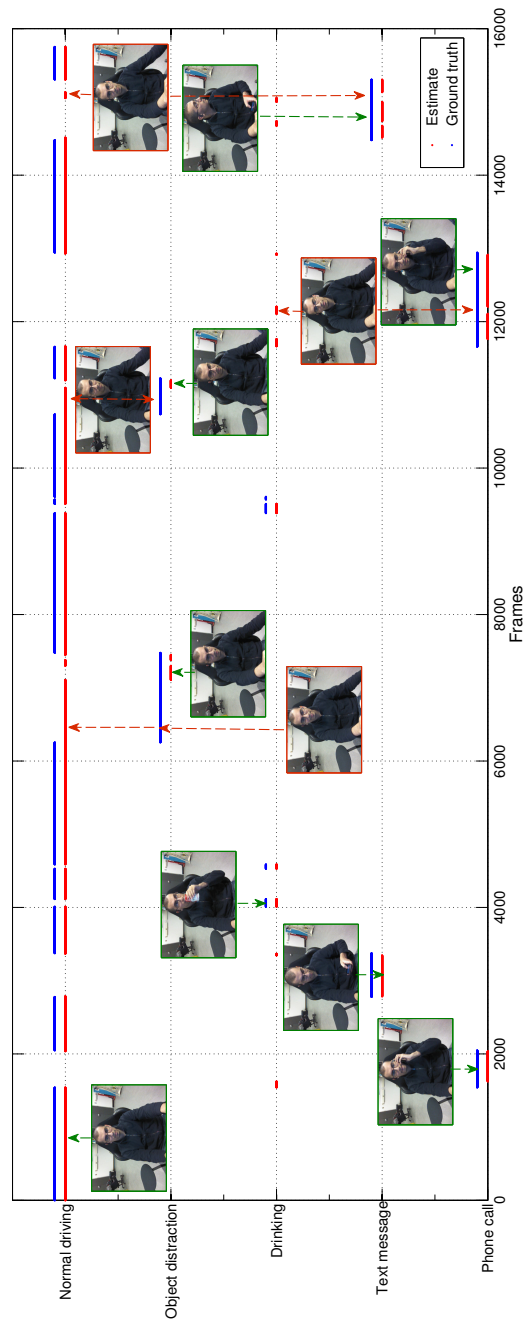 Normal driving
Object distraction
Drinking
Text message
Phone call
0
2000
4000
6000
8000
10000
12000
14000
16000
Frames
Estimate
Ground truth